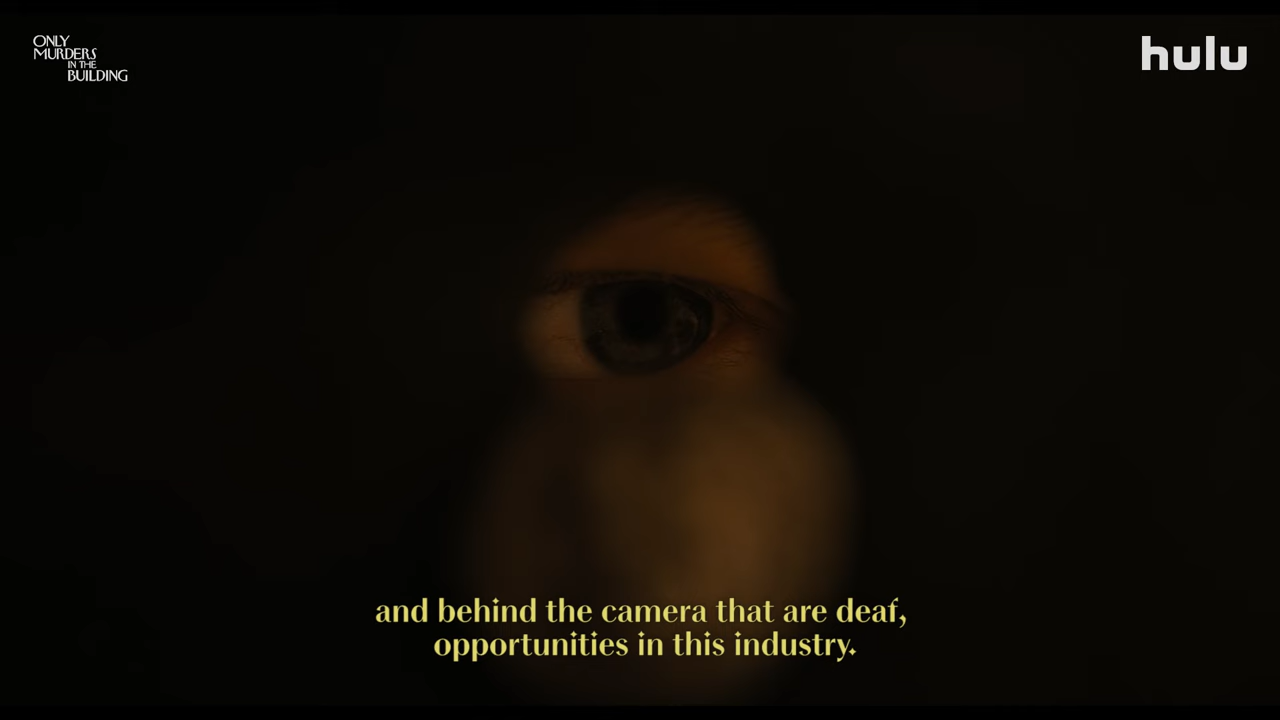 ONLY
MURDERS
IN THE
BUILDING
hulu
and behind the camera that are deaf,
opportunities in this industry.